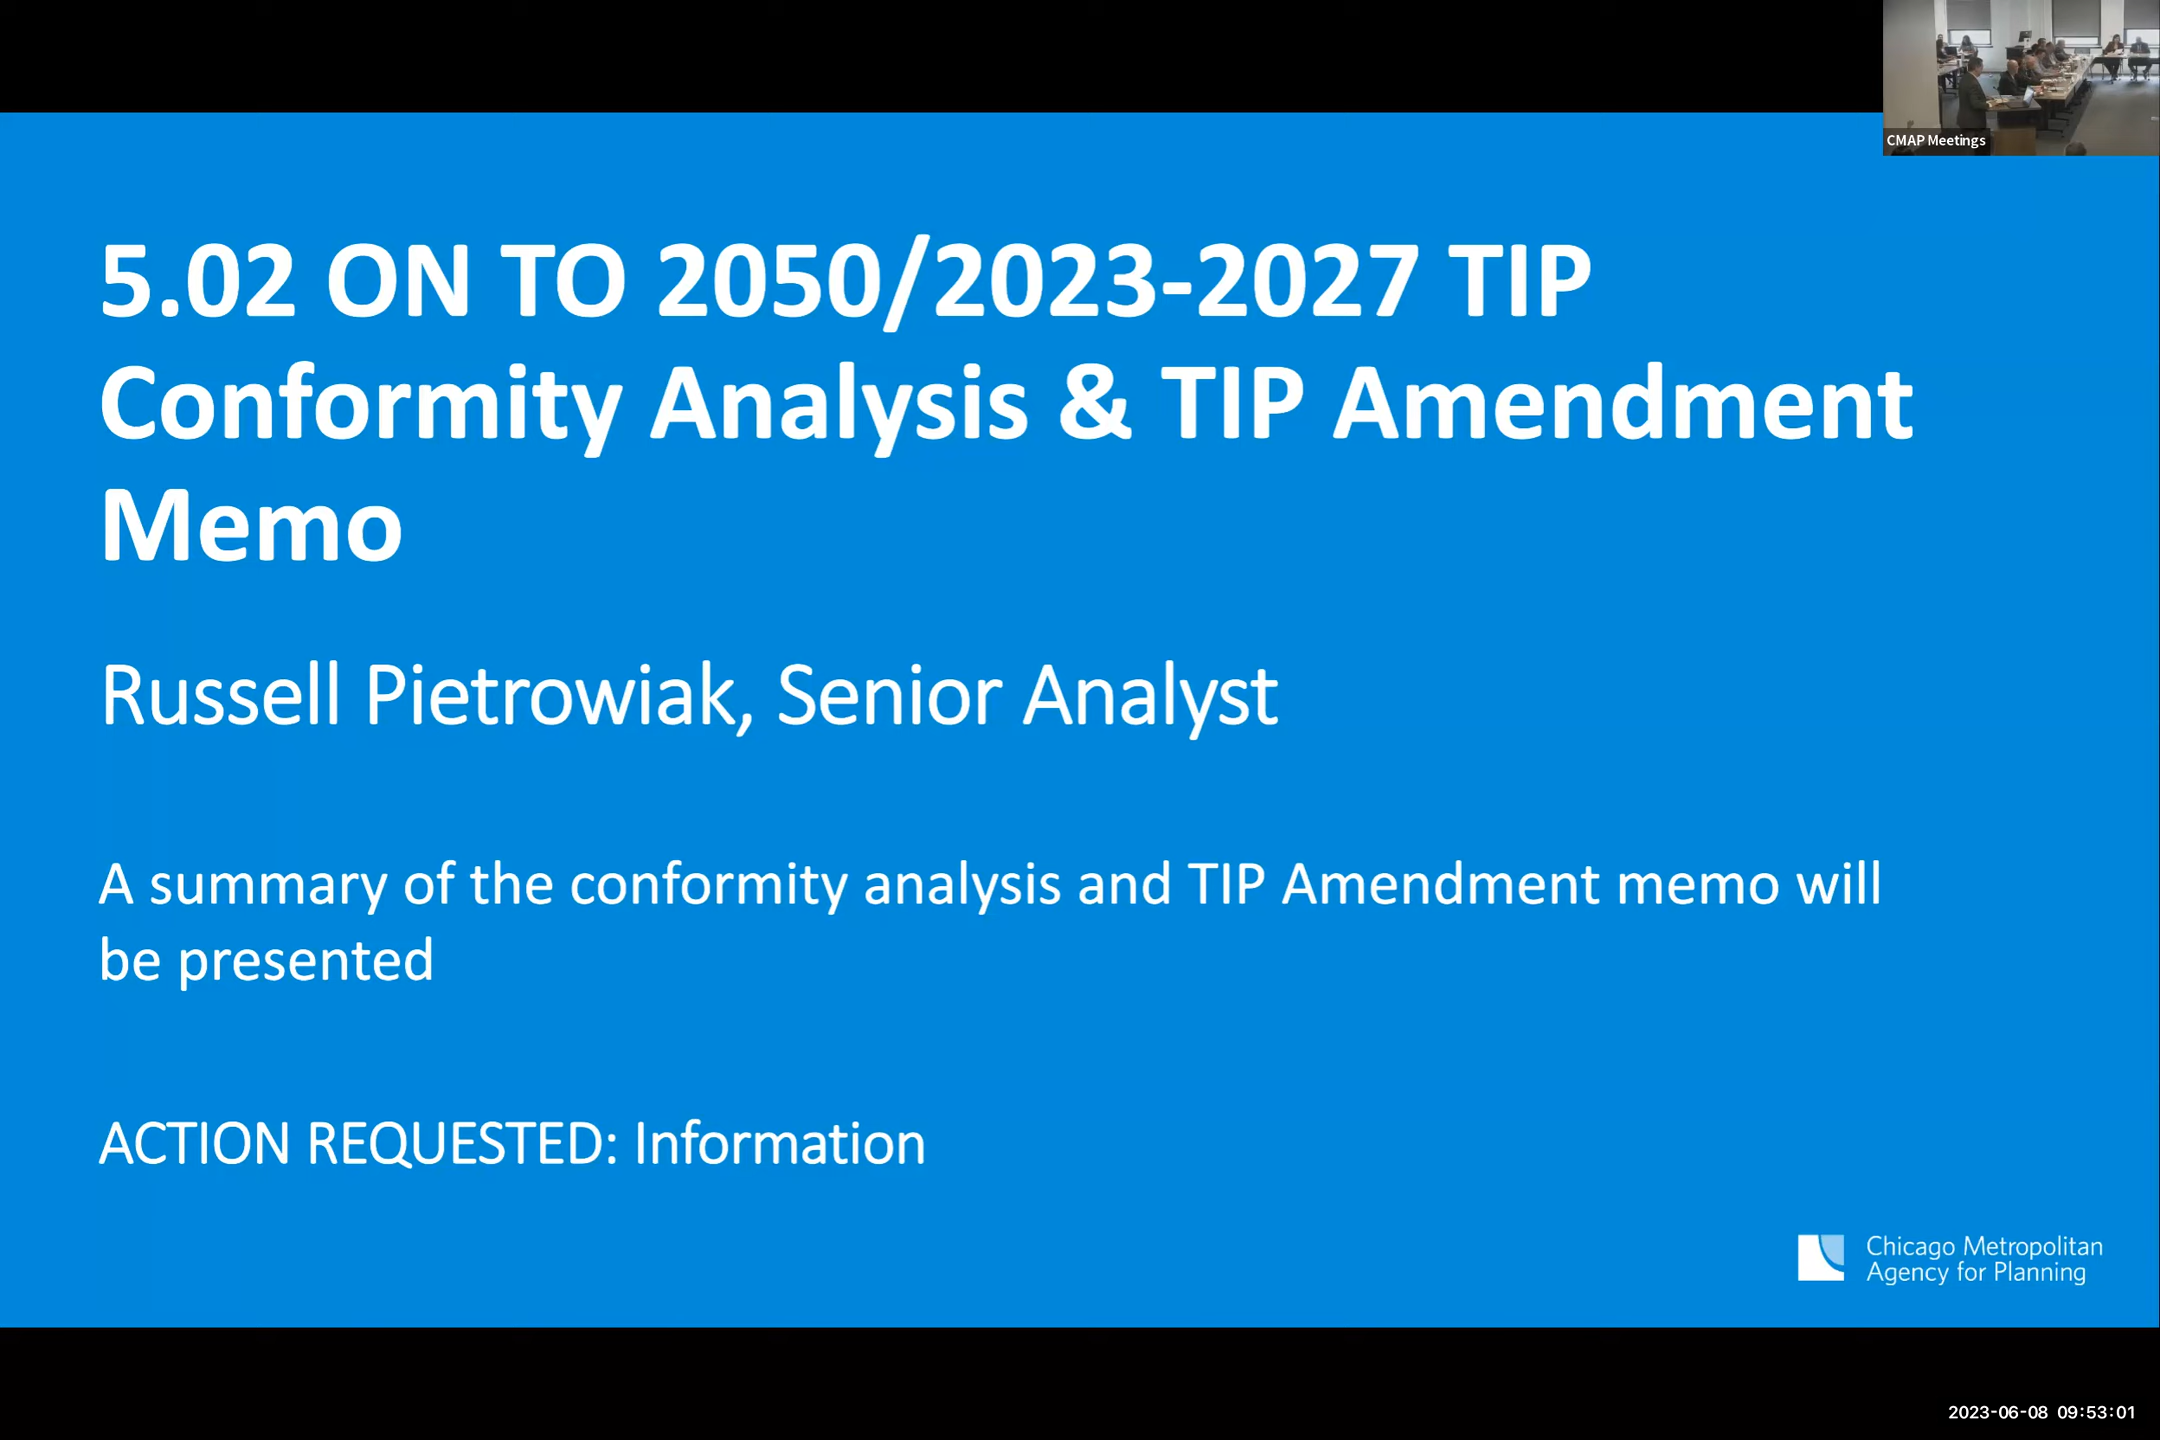 CMAP Meetings
5.02 ON TO 2050/2023-2027 TIP
Conformity Analysis & TIP Amendment
Memo
Russell Pietrowiak, Senior Analyst
A summary of the conformity analysis and TIP Amendment memo will
be presented
ACTION REQUESTED: Information
Chicago Metropolitan
Agency for Planning
2023-06-08 09:53:01